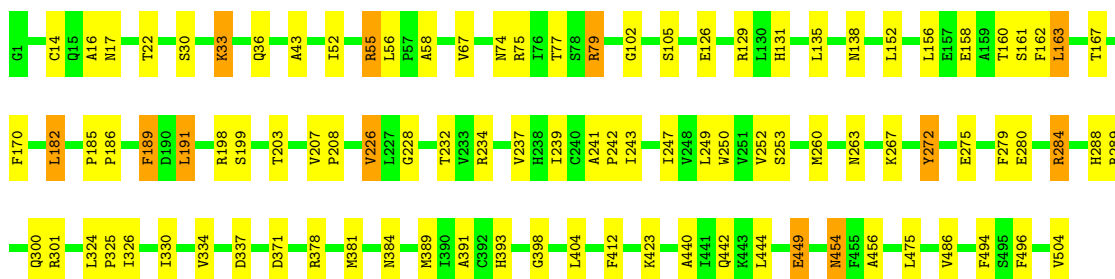 G1 C14 Q15 A16 N17 T22 S30 K33 Q36 A43 I52 R55 L56 P57 A58 V67 N74 R75 I76 T77 S78 R79 G102 S105 E126 R129 L130 H131 L135 N138 L152 L156 E157 E158 A159 T160 S161 F162 L163 T167
F170 L182 P185 P186 F189 D190 L191 R198 S199 T203 V207 P208 V226 L227 G228 T232 V233 R234 V237 H238 I239 C240 A241 P242 I243 I247 V248 L249 W250 V251 V252 S253 M260 N263 K267 Y272 E275 F279 E280 R284 H288
Q300 R301 L324 P325 I326 I330 V334 D337 D371 R378 M381 N384 M389 I390 A391 C392 H393 G398 L404 F412 K423 A440 I441 Q442 K443 L444 E449 N454 F455 A456 L475 V486 F494 S495 F496 V504